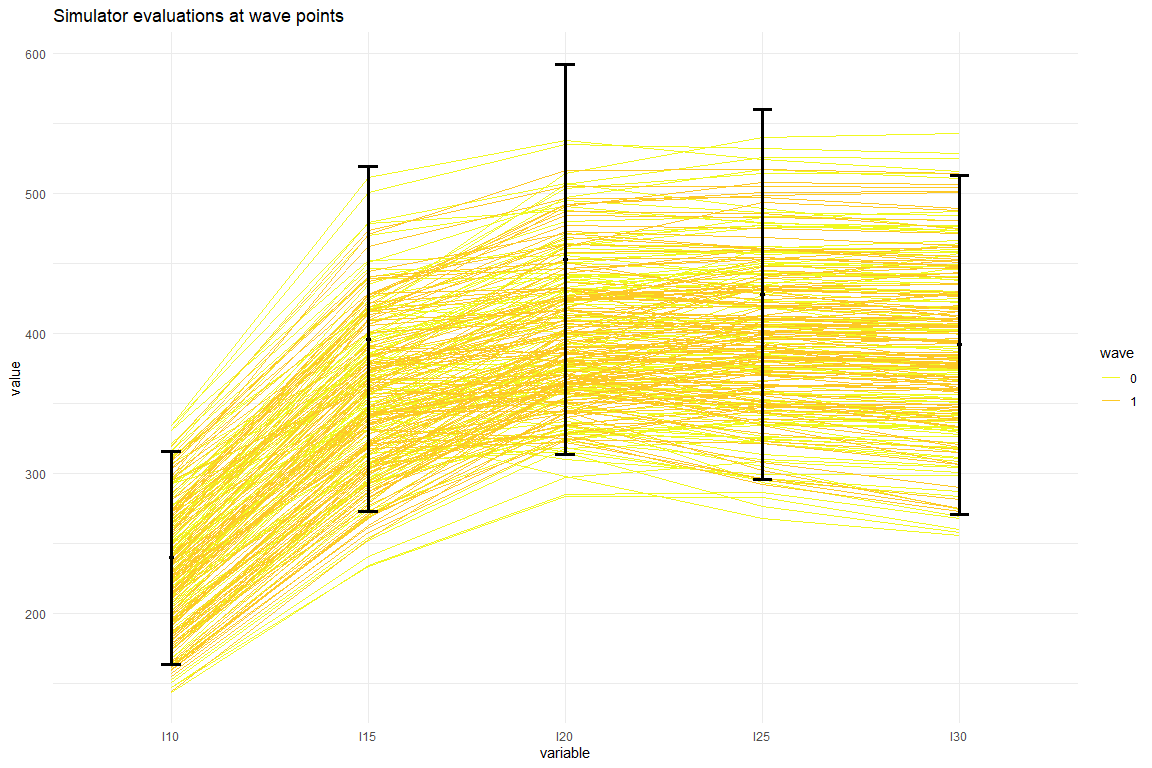 Simulator evaluations at wave points
600
500
400
300
200
value
I10
I15
I20
I25
I30
variable
wave
0
1